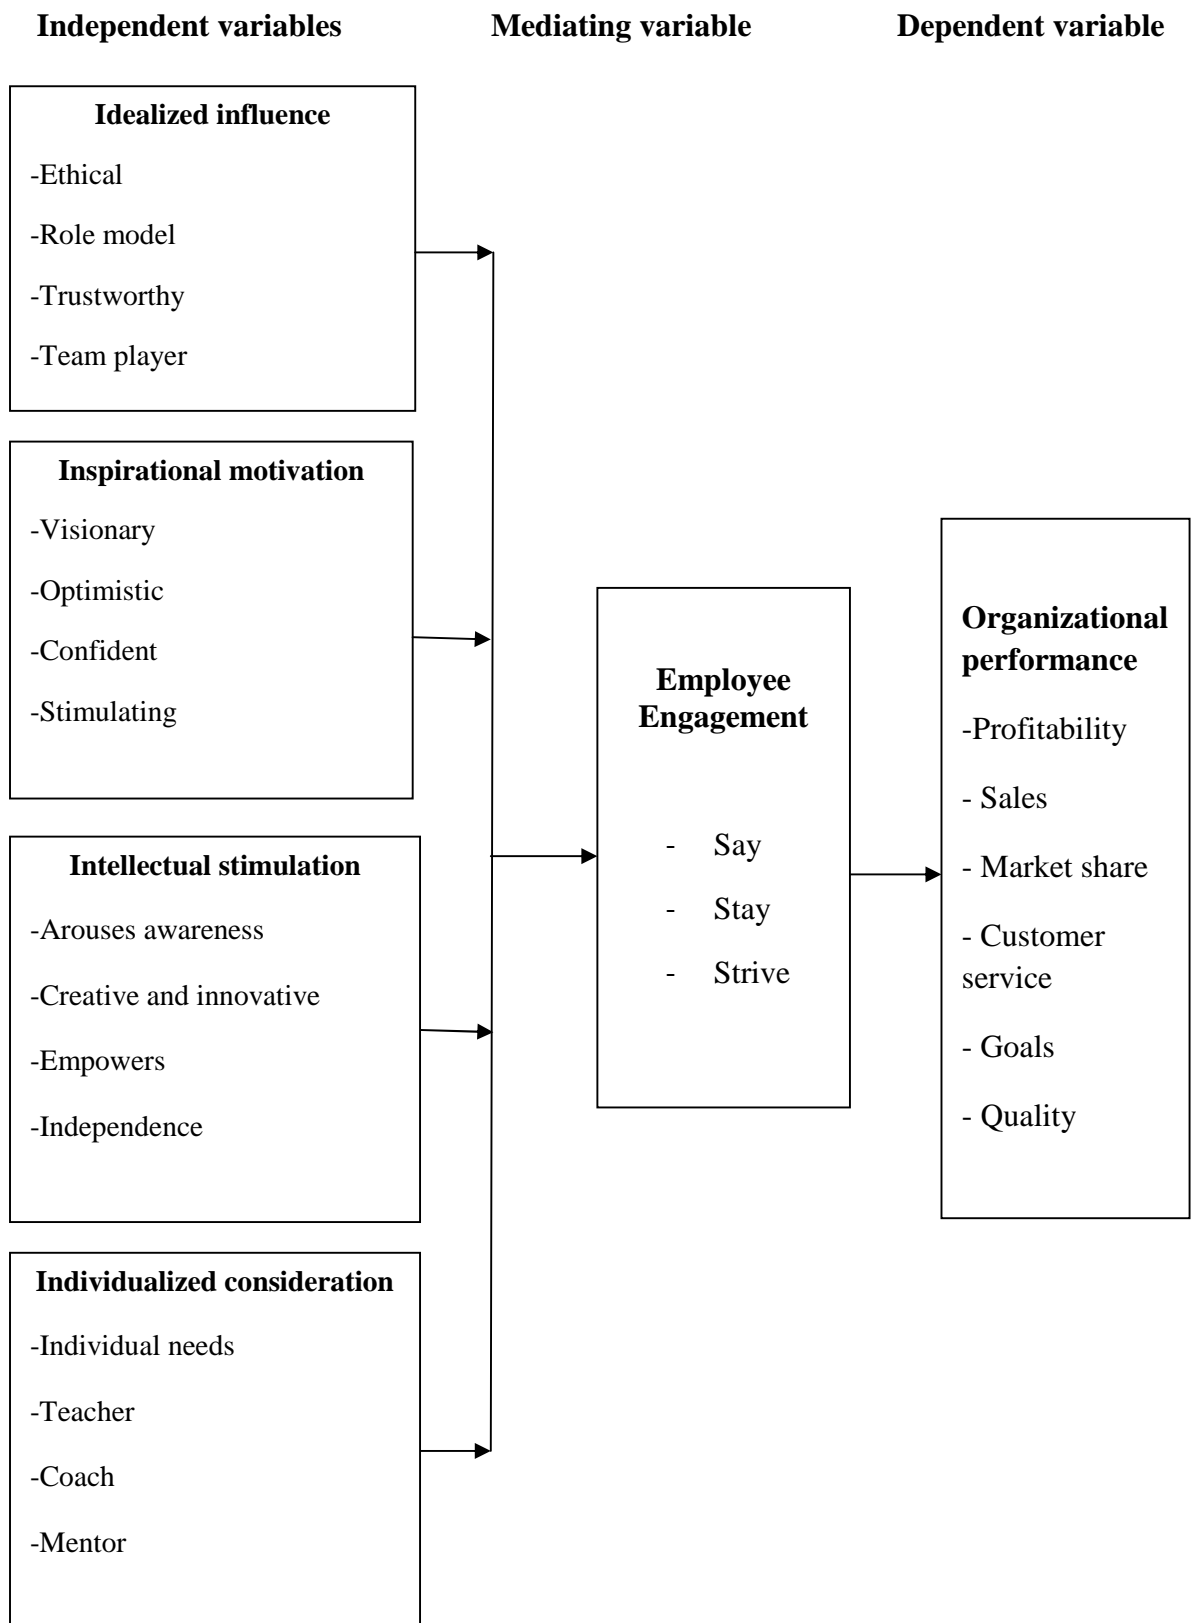 Independent variables
Mediating variable
Dependent variable
Idealized influence
-Ethical
-Role model
-Trustworthy
-Team player
Inspirational motivation
-Visionary
-Optimistic
-Confident
-Stimulating
Intellectual stimulation
-Arouses awareness
-Creative and innovative
-Empowers
-Independence
Individualized consideration
-Individual needs
-Teacher
-Coach
-Mentor
Employee
Engagement
- Say
- Stay
- Strive
Organizational
performance
-Profitability
- Sales
- Market share
- Customer
service
- Goals
- Quality